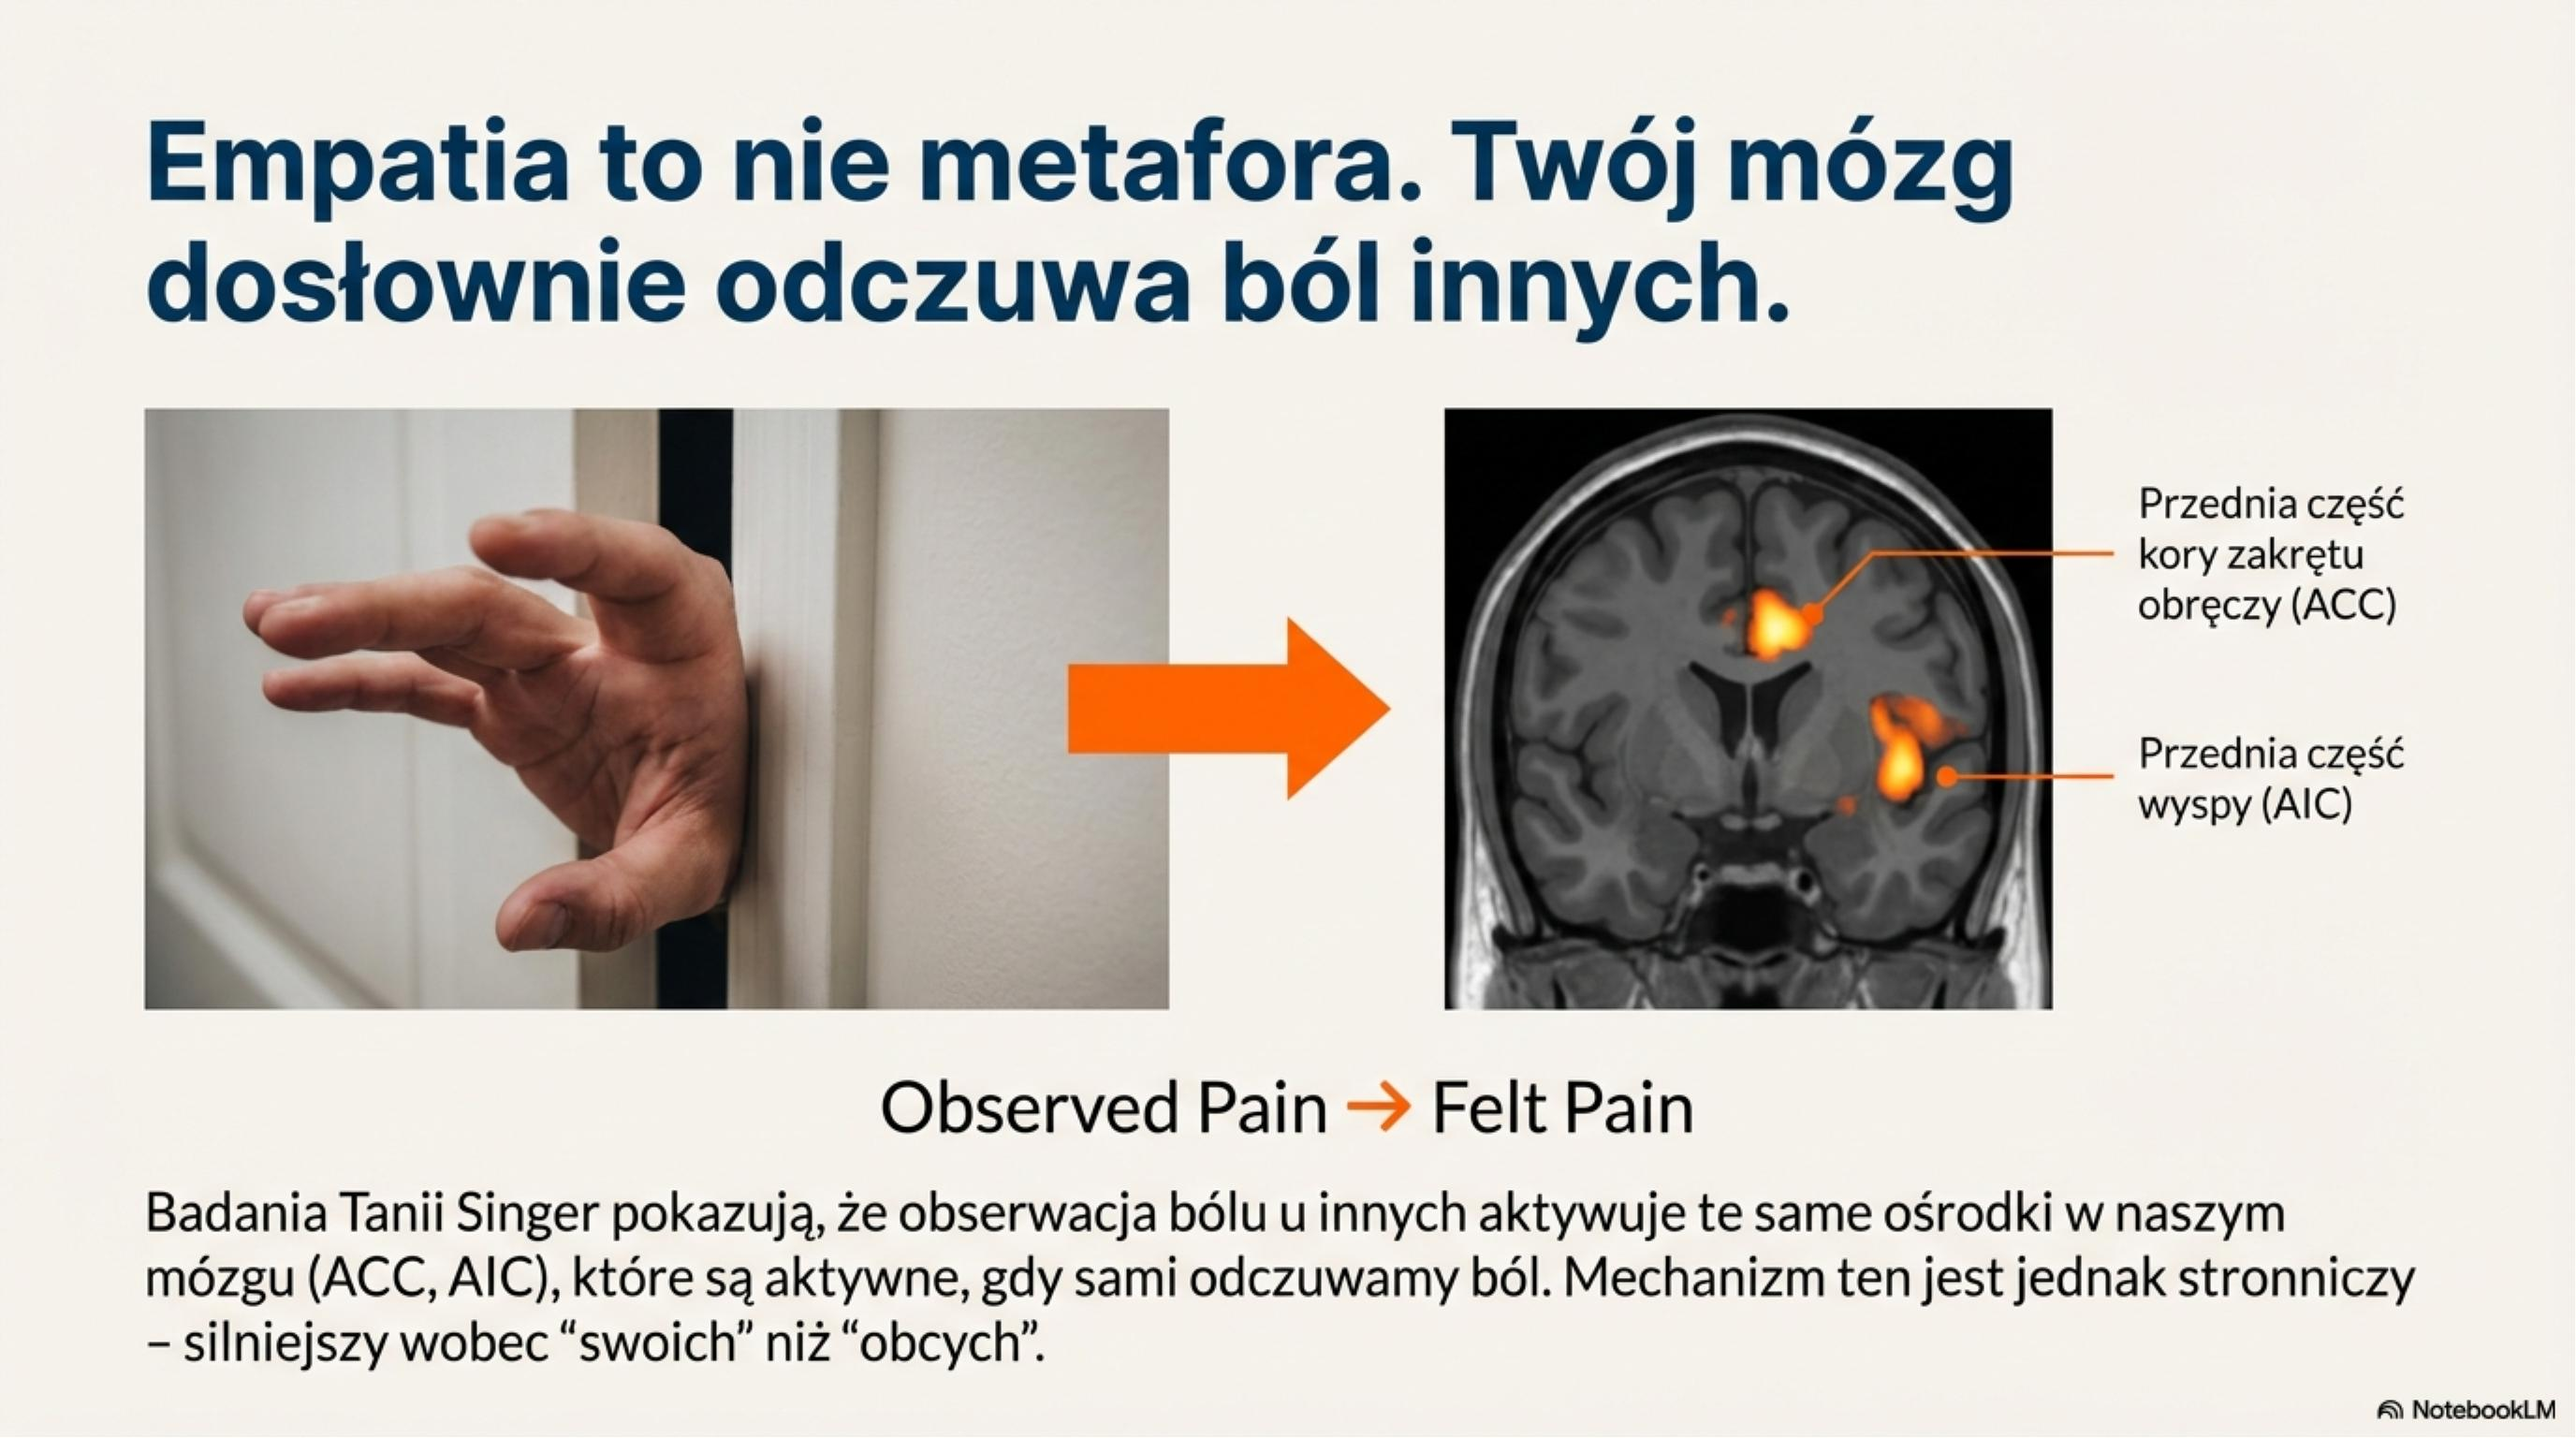 Empatia to nie metafora. Twój mózg
dosłownie odczuwa ból innych.
Przednia część
kory zakrętu
obręczy (ACC)
Przednia część
wyspy (AIC)
Observed Pain → Felt Pain
Badania Tanii Singer pokazują, że obserwacja bólu u innych aktywuje te same ośrodki w naszym
mózgu (ACC, AIC), które są aktywne, gdy sami odczuwamy ból. Mechanizm ten jest jednak stronniczy
– silniejszy wobec “swoich” niż “obcych”.
NotebookLM